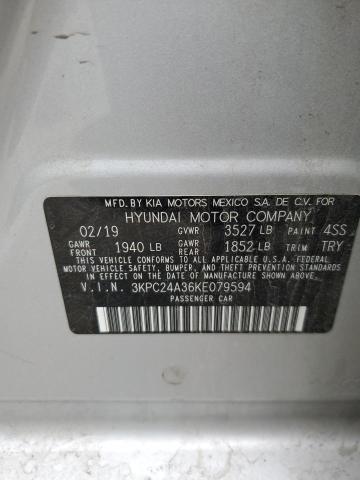 MFD.BY KIA MOTORS MEXICO S.A. DE C.V. FOR
HYUNDAI MOTOR COMPANY
02/19 GVWR 3527 LB PAINT 4SS
GAWR FRONT 1940 LB GAWR REAR 1852 LB TRIM TRY
THIS VEHICLE CONFORMS TO ALL APPLICABLE FEDERAL
MOTOR VEHICLE SAFETY, BUMPER, AND THEFT PREVENTION STANDARDS
IN EFFECT ON THE DATE OF MANUFACTURE SHOWN ABOVE.
V.I.N. 3KPC24A36KE079594
PASSENGER CAR